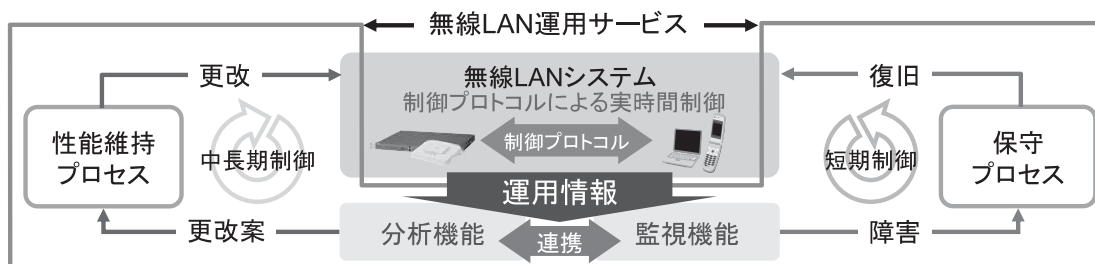 無線LAN運用サービス
更改
無線LANシステム
復旧
制御プロトコルによる実時間制御
性能維持
プロセス
中長期制御
制御プロトコル
短期制御
保守
プロセス
運用情報
更改案
分析機能
連携
監視機能
障害